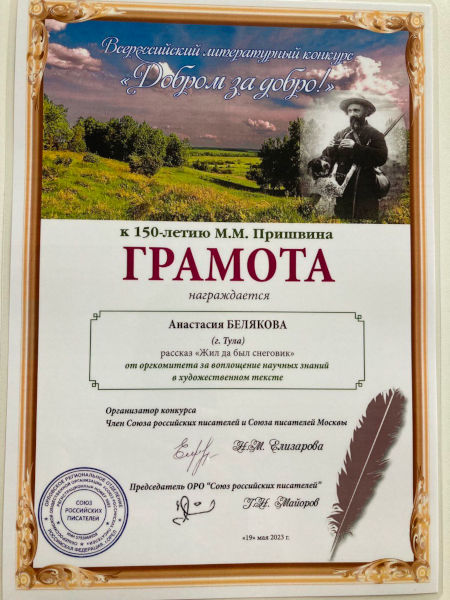 Всероссийский литературный конкурс
«Добром за добро!»
к 150-летию М.М. Пришвина
ГРАМОТА
награждается
Анастасия БЕЛЯКОВА
(г. Тула)
рассказ «Жил да был снеговик»
от оргкомитета за воплощение научных знаний
в художественном тексте
Организатор конкурса
Член Союза российских писателей и Союза писателей Москвы
Н.М. Елизарова
Председатель ОРО "Союз российских писателей"
Г.Н. Майоров
СОЮЗ
РОССИЙСКИХ
ПИСАТЕЛЕЙ
«19» мая 2023 г.